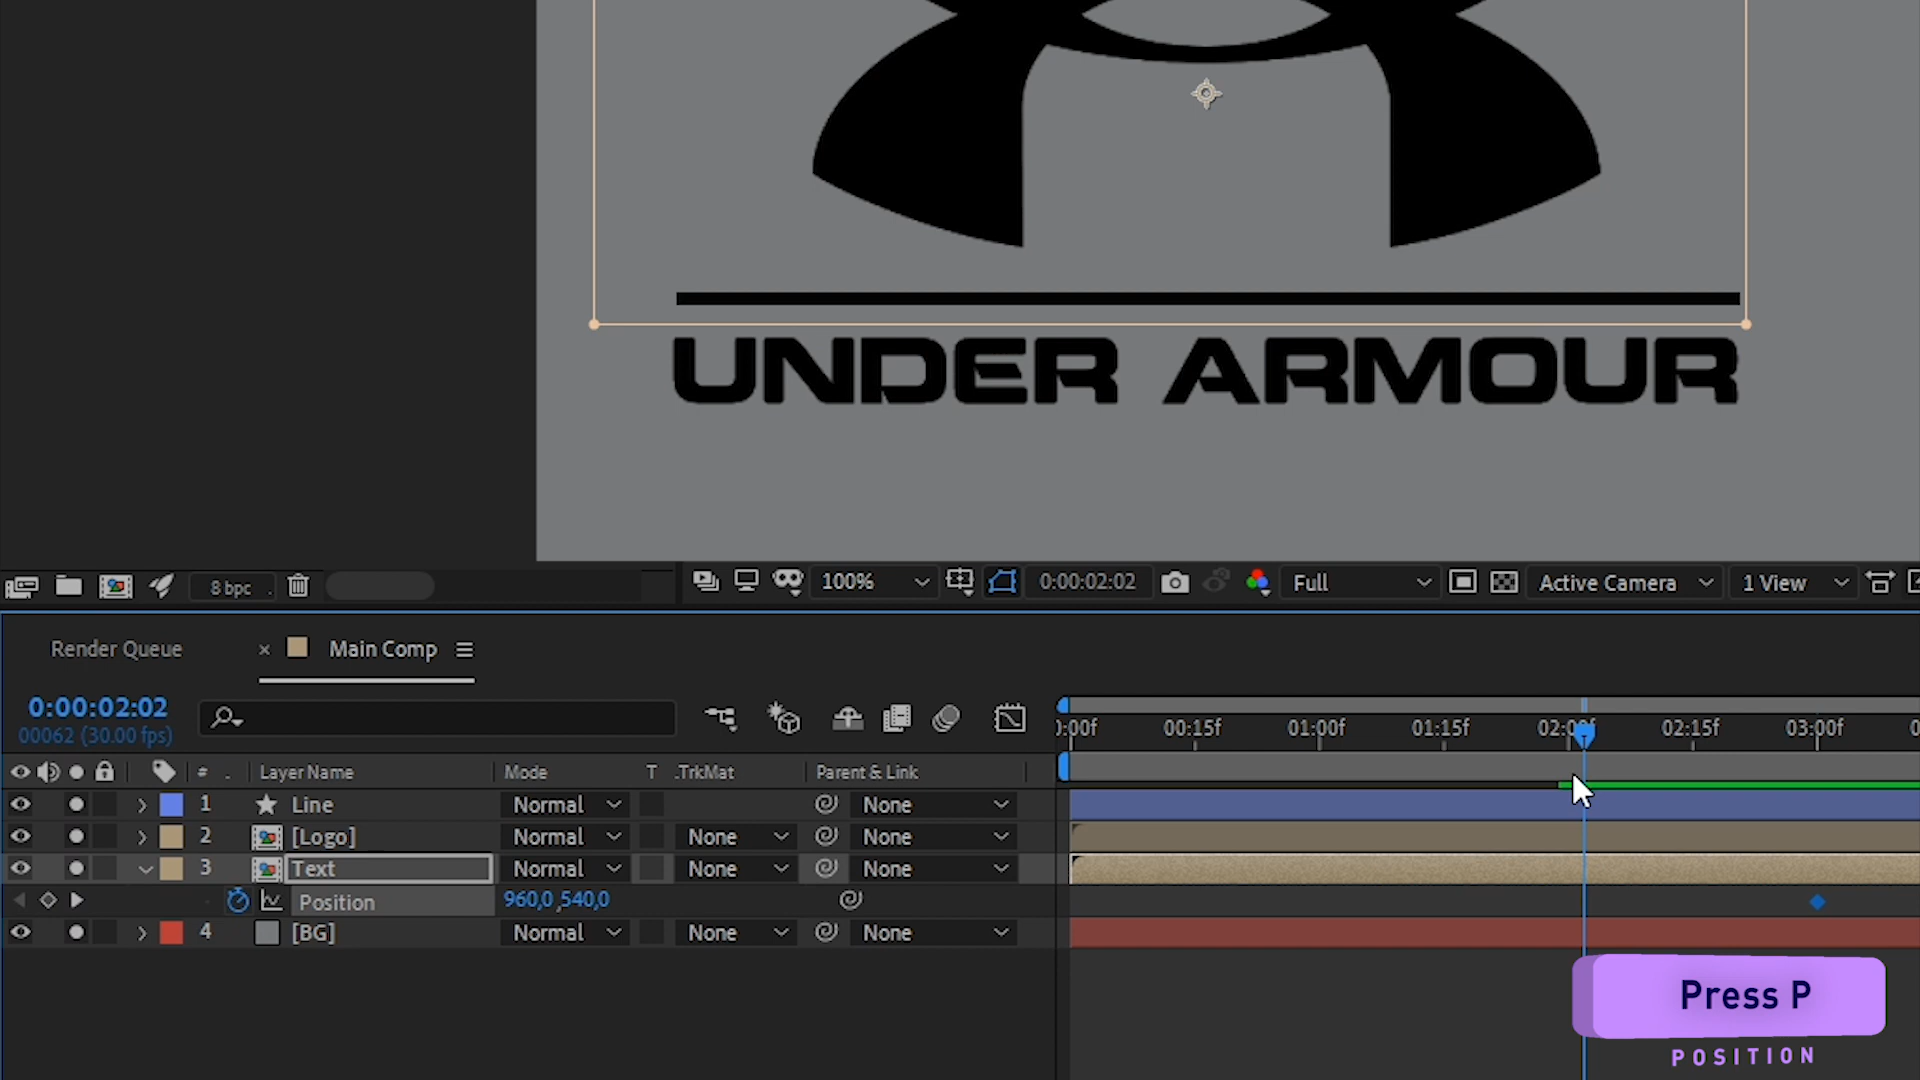 UNDER ARMOUR
8 bpc
100%
0:00:02:02
Full
Active Camera
1 View
Render Queue
× Main Comp
0:00:02:02
00062 (30.00 fps)
):00f 00:15f 01:00f 01:15f 02:00f 02:15f 03:00f 0
# . Layer Name Mode T .TrkMat Parent & Link
1 Line Normal None
2 [Logo] Normal None None
3 Text Normal None None
Position 960,0 ,540,0
4 [BG] Normal None None
Press P
POSITION